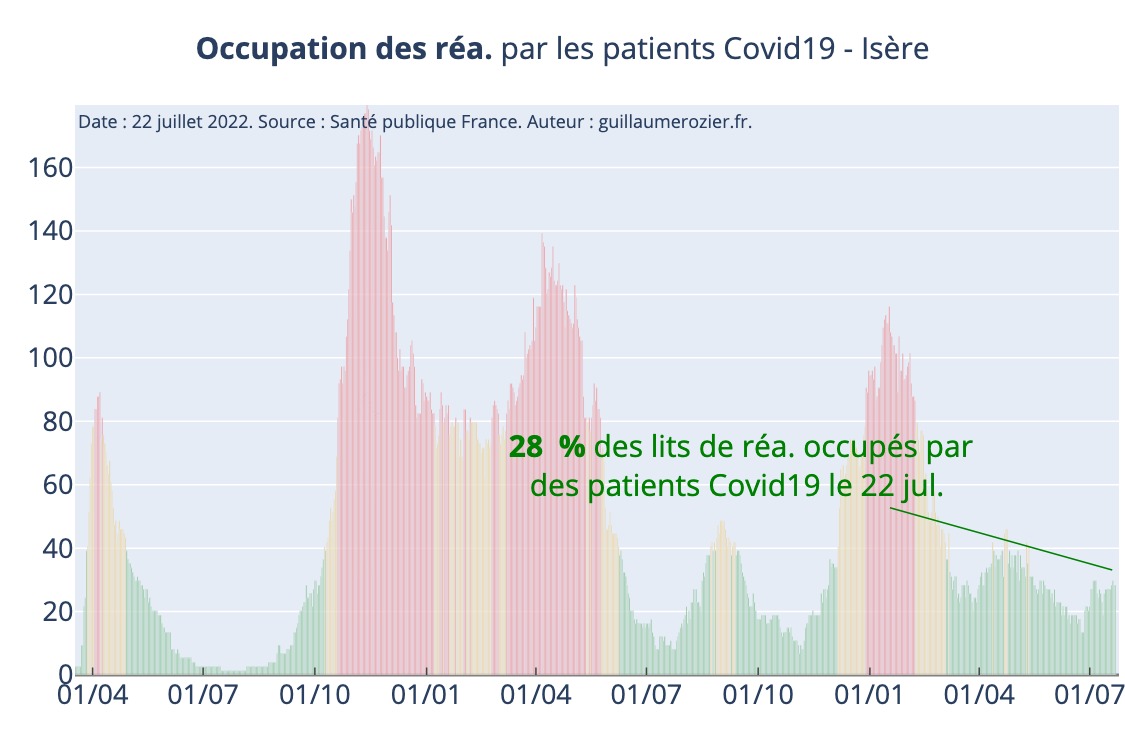 Occupation des réa. par les patients Covid19 - Isère
Date : 22 juillet 2022. Source : Santé publique France. Auteur : guillaumerozier.fr.
160
140
120
100
80
28 % des lits de réa. occupés par
des patients Covid19 le 22 jul.
60
40
20
0
01/04 01/07 01/10 01/01 01/04 01/07 01/10 01/01 01/04 01/07